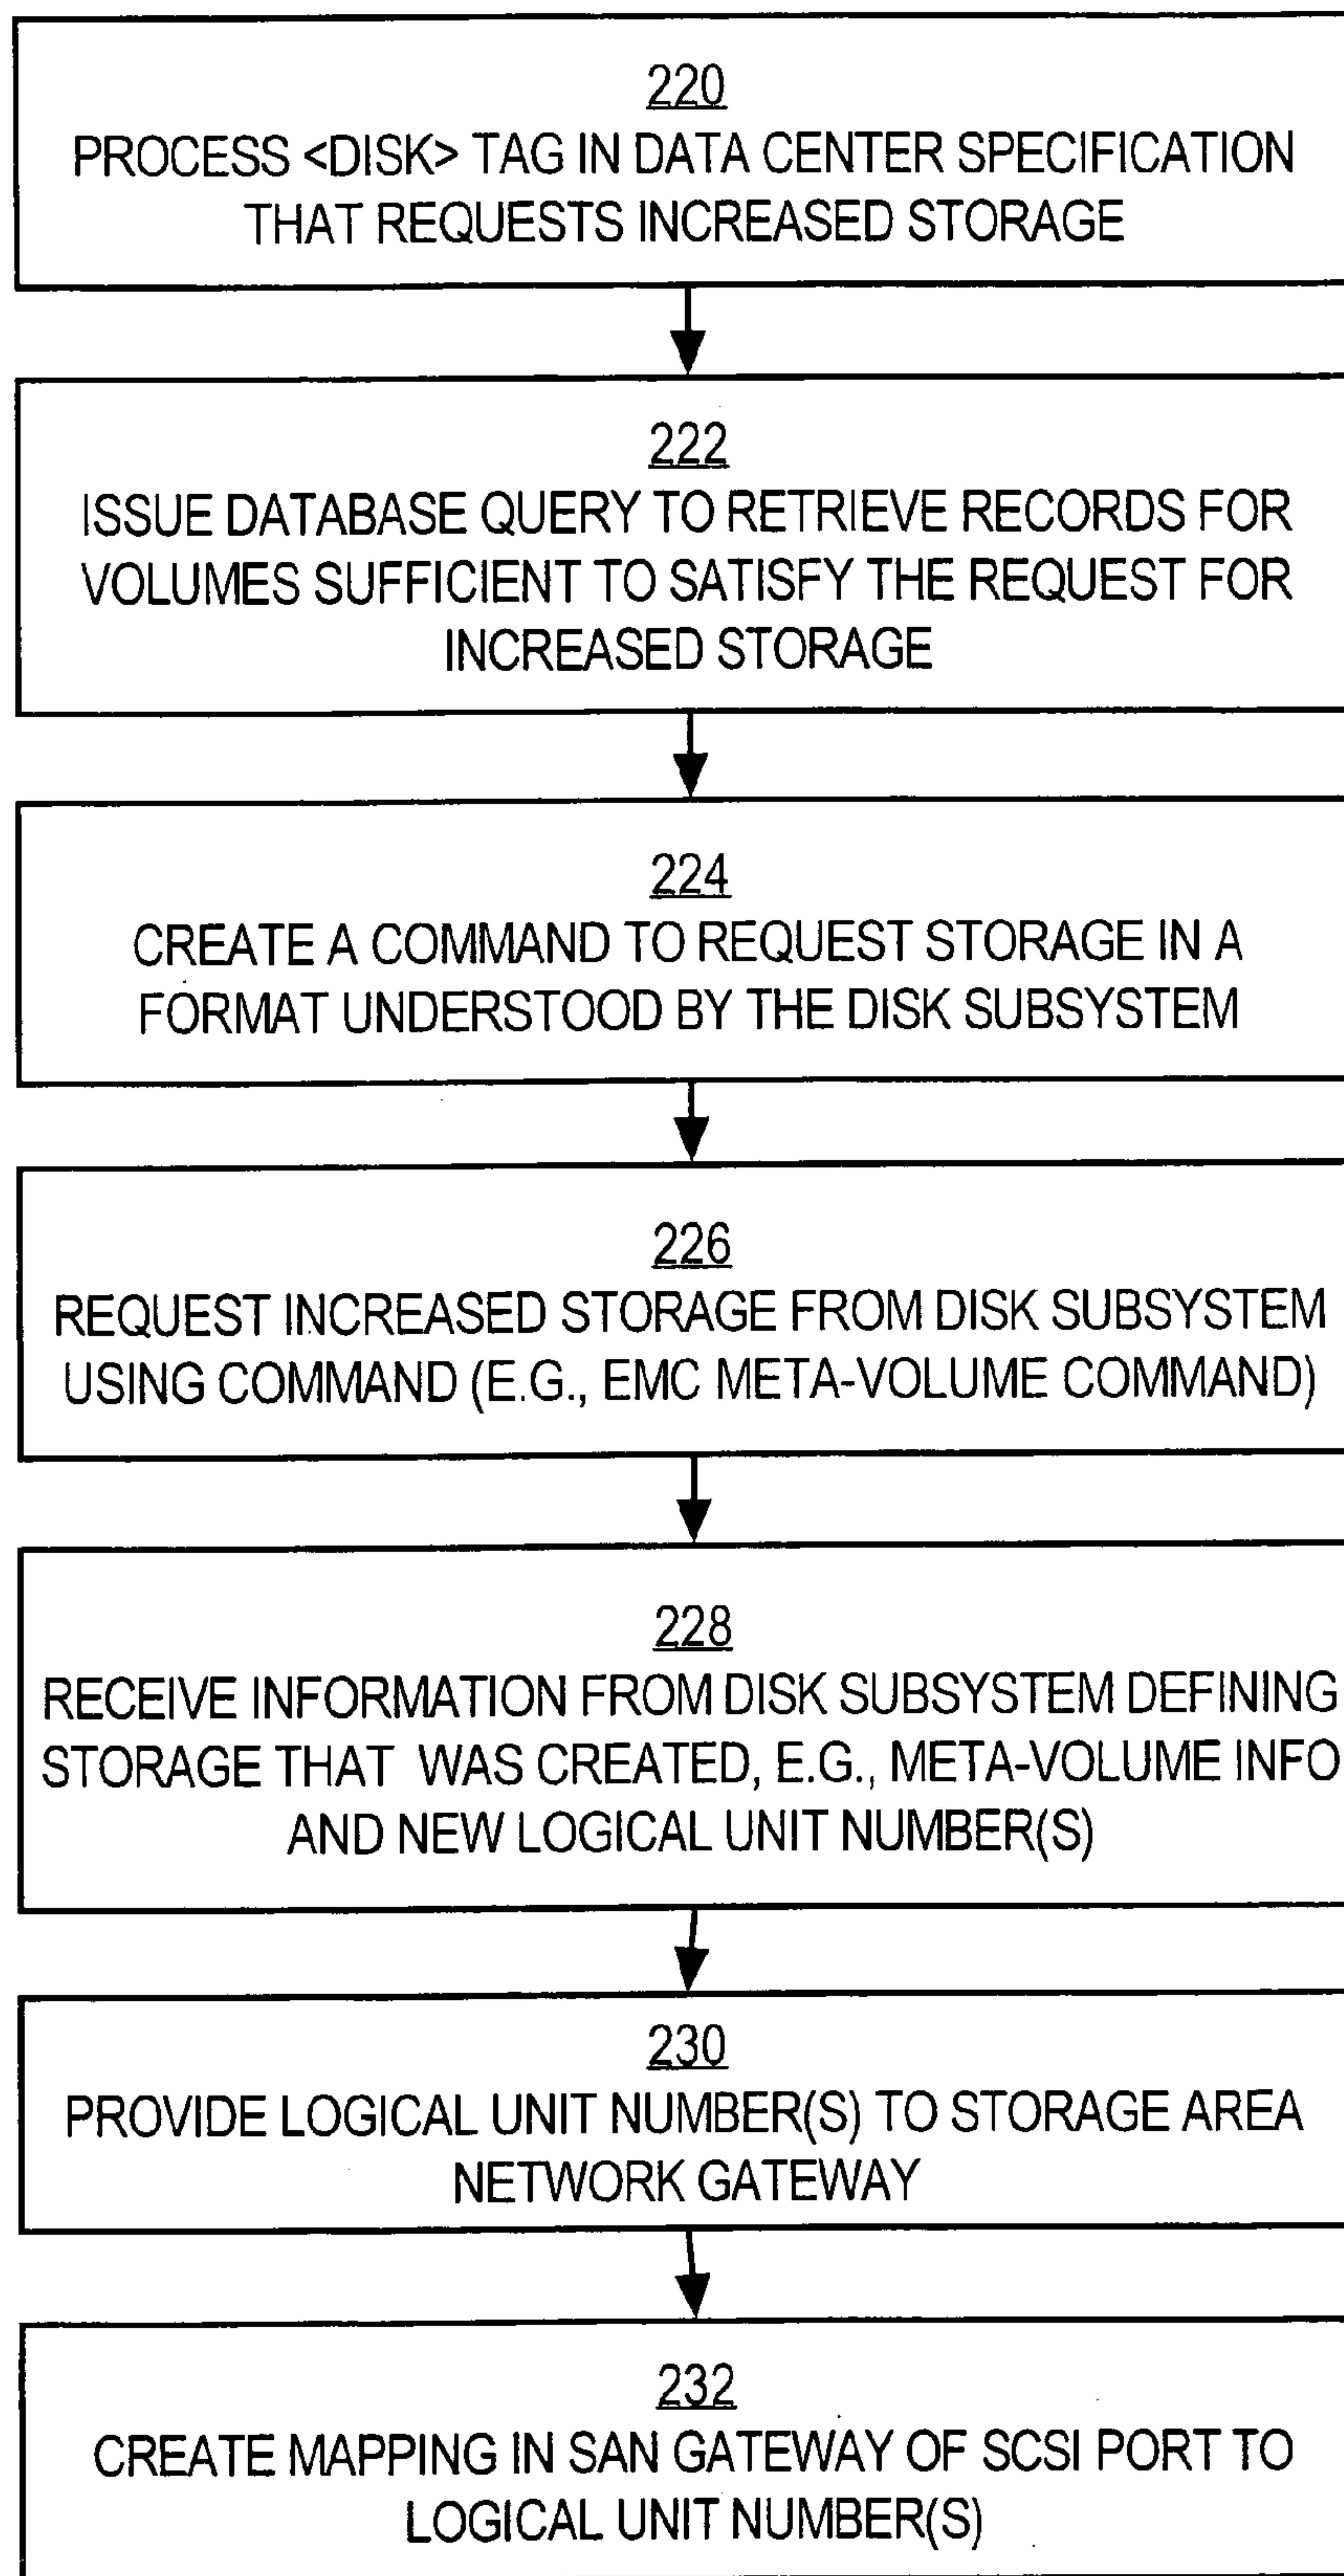 220
PROCESS <DISK> TAG IN DATA CENTER SPECIFICATION
THAT REQUESTS INCREASED STORAGE
222
ISSUE DATABASE QUERY TO RETRIEVE RECORDS FOR
VOLUMES SUFFICIENT TO SATISFY THE REQUEST FOR
INCREASED STORAGE
224
CREATE A COMMAND TO REQUEST STORAGE IN A
FORMAT UNDERSTOOD BY THE DISK SUBSYSTEM
226
REQUEST INCREASED STORAGE FROM DISK SUBSYSTEM
USING COMMAND (E.G., EMC META-VOLUME COMMAND)
228
RECEIVE INFORMATION FROM DISK SUBSYSTEM DEFINING
STORAGE THAT WAS CREATED, E.G., META-VOLUME INFO
AND NEW LOGICAL UNIT NUMBER(S)
230
PROVIDE LOGICAL UNIT NUMBER(S) TO STORAGE AREA
NETWORK GATEWAY
232
CREATE MAPPING IN SAN GATEWAY OF SCSI PORT TO
LOGICAL UNIT NUMBER(S)